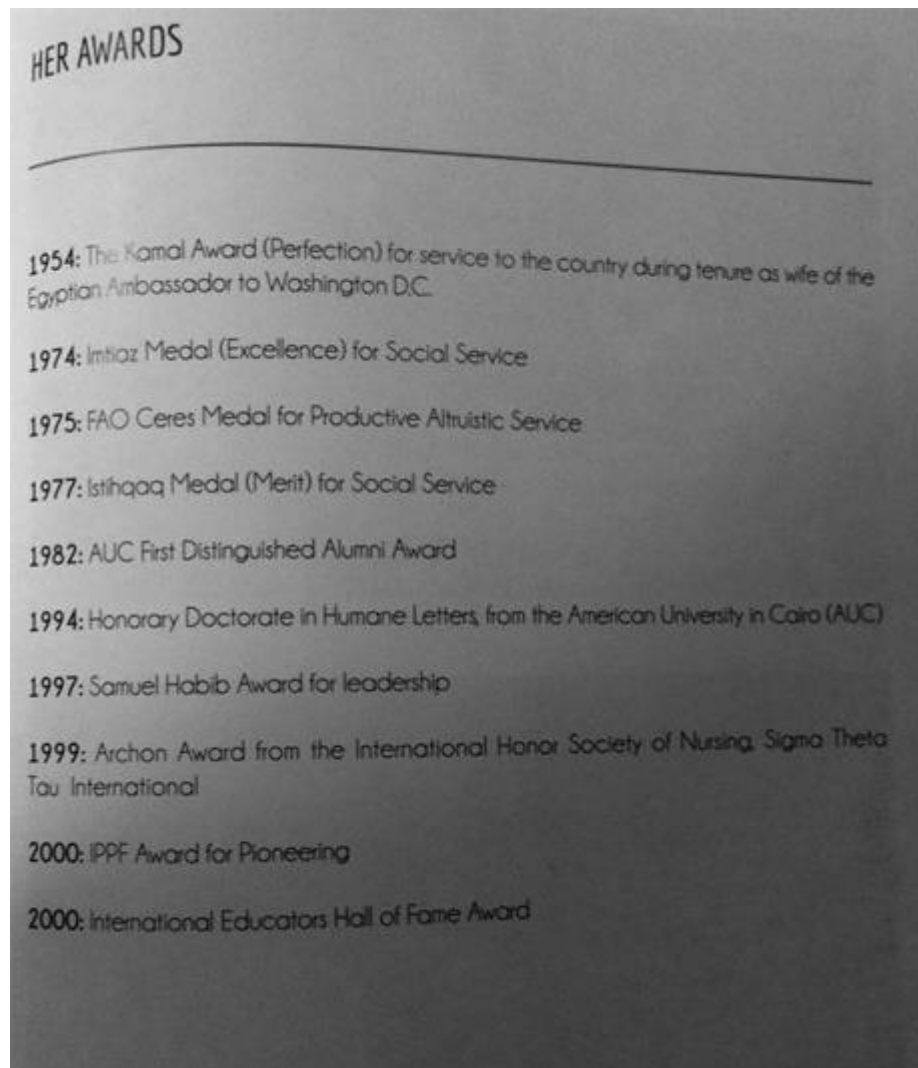 HER AWARDS
1954: The Kamal Award (Perfection) for service to the country during tenure as wife of the
Egyptian Ambassador to Washington D.C.
1974: Imtiaz Medal (Excellence) for Social Service
1975: FAO Ceres Medal for Productive Altruistic Service
1977: Istihqaq Medal (Merit) for Social Service
1982: AUC First Distinguished Alumni Award
1994: Honorary Doctorate in Humane Letters, from the American University in Cairo (AUC)
1997: Samuel Habib Award for leadership
1999: Archon Award from the International Honor Society of Nursing, Sigma Theta
Tau International
2000: IPPF Award for Pioneering
2000: International Educators Hall of Fame Award